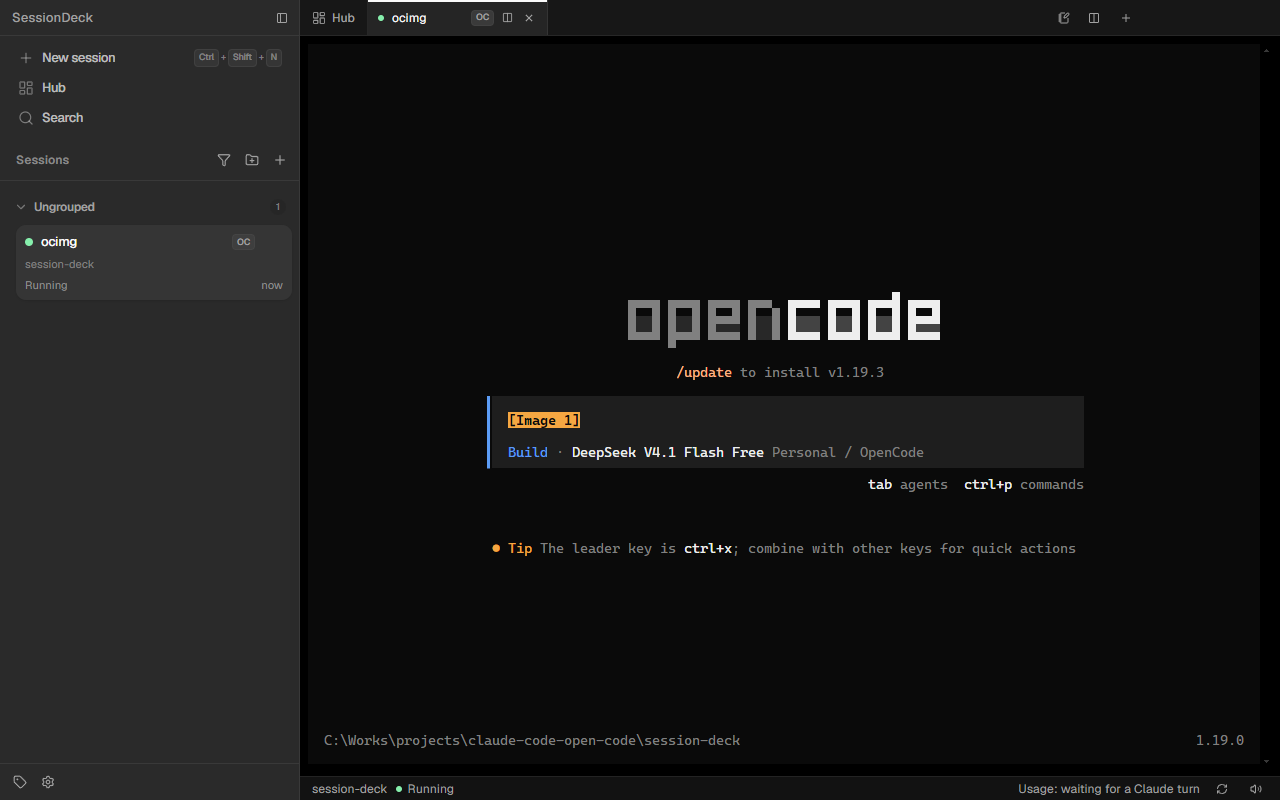 SessionDeck
New session Ctrl + Shift + N
Hub
Search
Sessions
Ungrouped 1
ocimg OC
session-deck
Running now
Hub ocimg OC
opencode
/update to install v1.19.3
[Image 1]
Build · DeepSeek V4.1 Flash Free Personal / OpenCode
tab agents ctrl+p commands
● Tip The leader key is ctrl+x; combine with other keys for quick actions
C:\Works\projects\claude-code-open-code\session-deck 1.19.0
session-deck Running Usage: waiting for a Claude turn